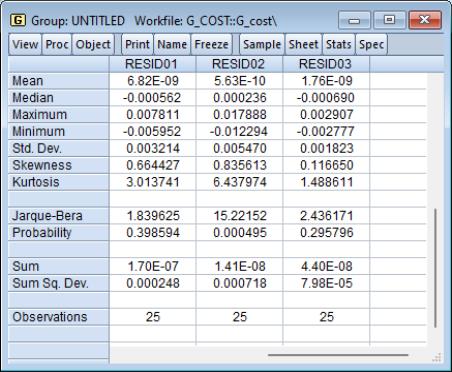 G Group: UNTITLED Workfile: G_COST::G_cost\
View Proc Object Print Name Freeze Sample Sheet Stats Spec
RESID01 RESID02 RESID03
Mean 6.82E-09 5.63E-10 1.76E-09
Median -0.000562 0.000236 -0.000690
Maximum 0.007811 0.017888 0.002907
Minimum -0.005952 -0.012294 -0.002777
Std. Dev. 0.003214 0.005470 0.001823
Skewness 0.664427 0.835613 0.116650
Kurtosis 3.013741 6.437974 1.488611
Jarque-Bera 1.839625 15.22152 2.436171
Probability 0.398594 0.000495 0.295796
Sum 1.70E-07 1.41E-08 4.40E-08
Sum Sq. Dev. 0.000248 0.000718 7.98E-05
Observations 25 25 25